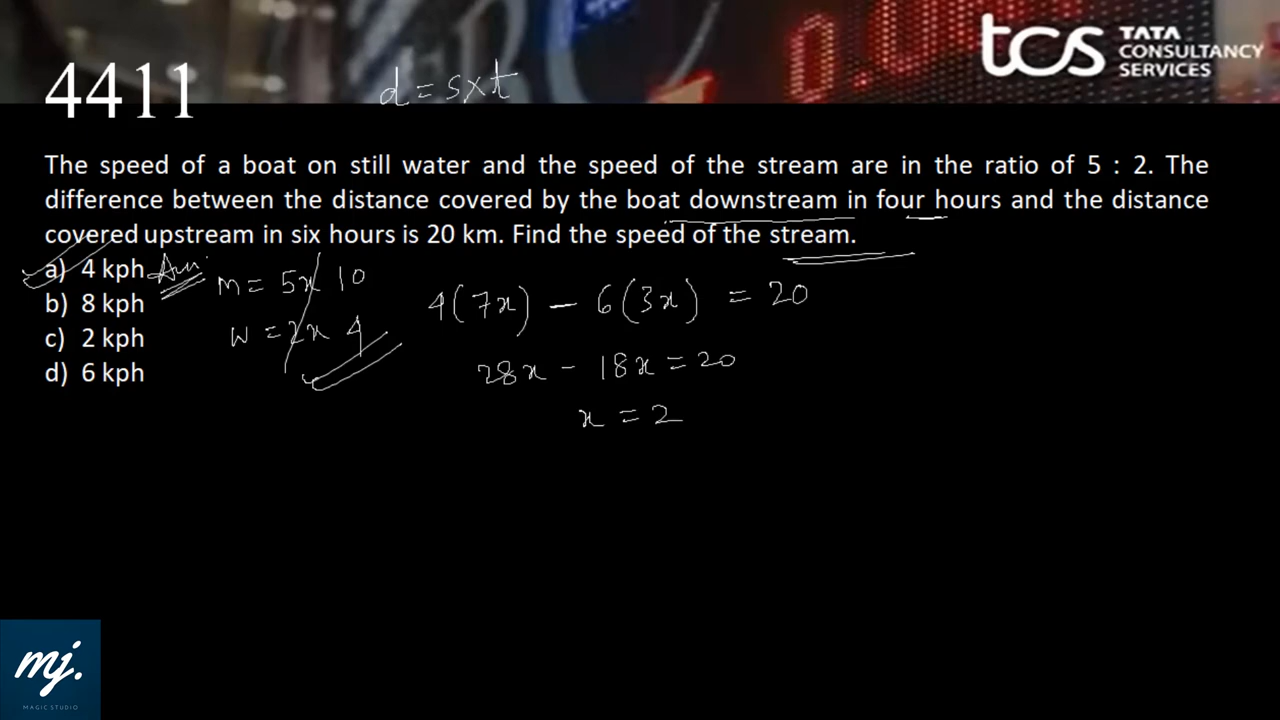 tcs TATA
CONSULTANCY
SERVICES
4411
d = s x t
The speed of a boat on still water and the speed of the stream are in the ratio of 5 : 2. The
difference between the distance covered by the boat downstream in four hours and the distance
covered upstream in six hours is 20 km. Find the speed of the stream.
a) 4 kph Ans
b) 8 kph
c) 2 kph
d) 6 kph
M = 5x 10
W = 2x 4
4(7x) - 6(3x) = 20
28x - 18x = 20
x = 2
mj.
MAGIC STUDIO